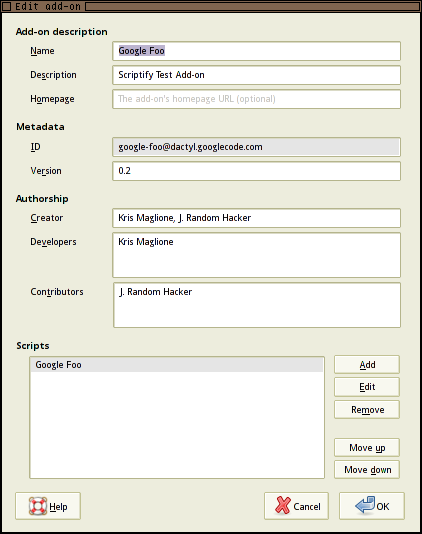 Edit add-on
Add-on description
Name
Google Foo
Description
Scriptify Test Add-on
Homepage
The add-on's homepage URL (optional)
Metadata
ID
google-foo@dactyl.googlecode.com
Version
0.2
Authorship
Creator
Kris Maglione, J. Random Hacker
Developers
Kris Maglione
Contributors
J. Random Hacker
Scripts
Google Foo
Add
Edit
Remove
Move up
Move down
Help
Cancel
OK